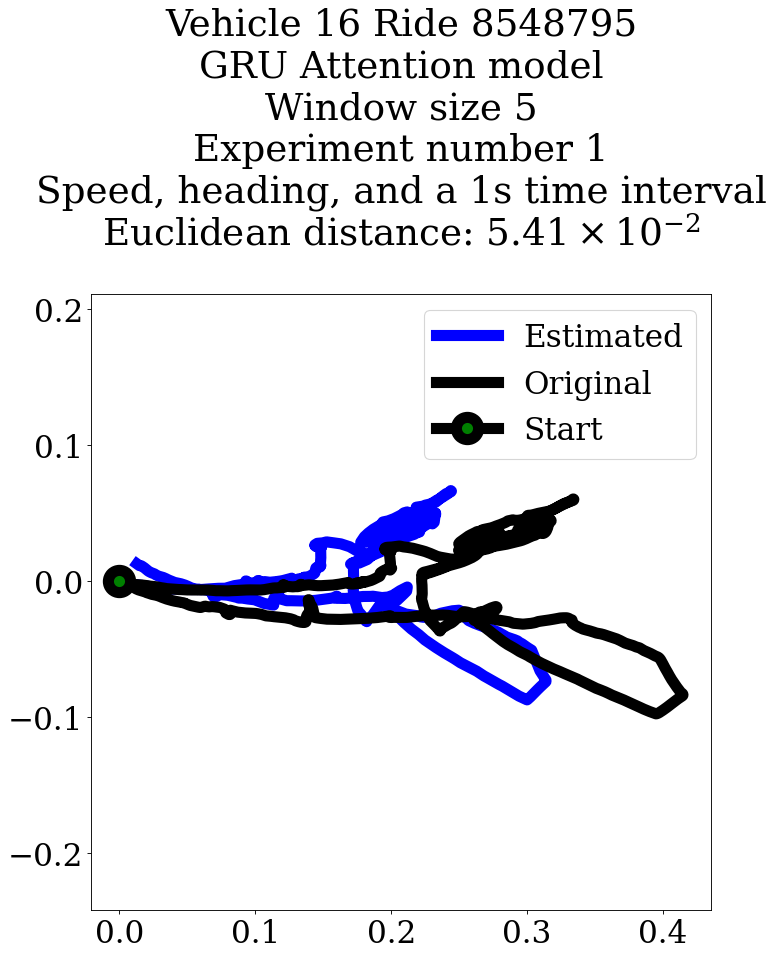 Vehicle 16 Ride 8548795
GRU Attention model
Window size 5
Experiment number 1
Speed, heading, and a 1s time interval
Euclidean distance: 5.41 × 10⁻²
0.2
0.1
0.0
−0.1
−0.2
Estimated
Original
Start
0.0 0.1 0.2 0.3 0.4